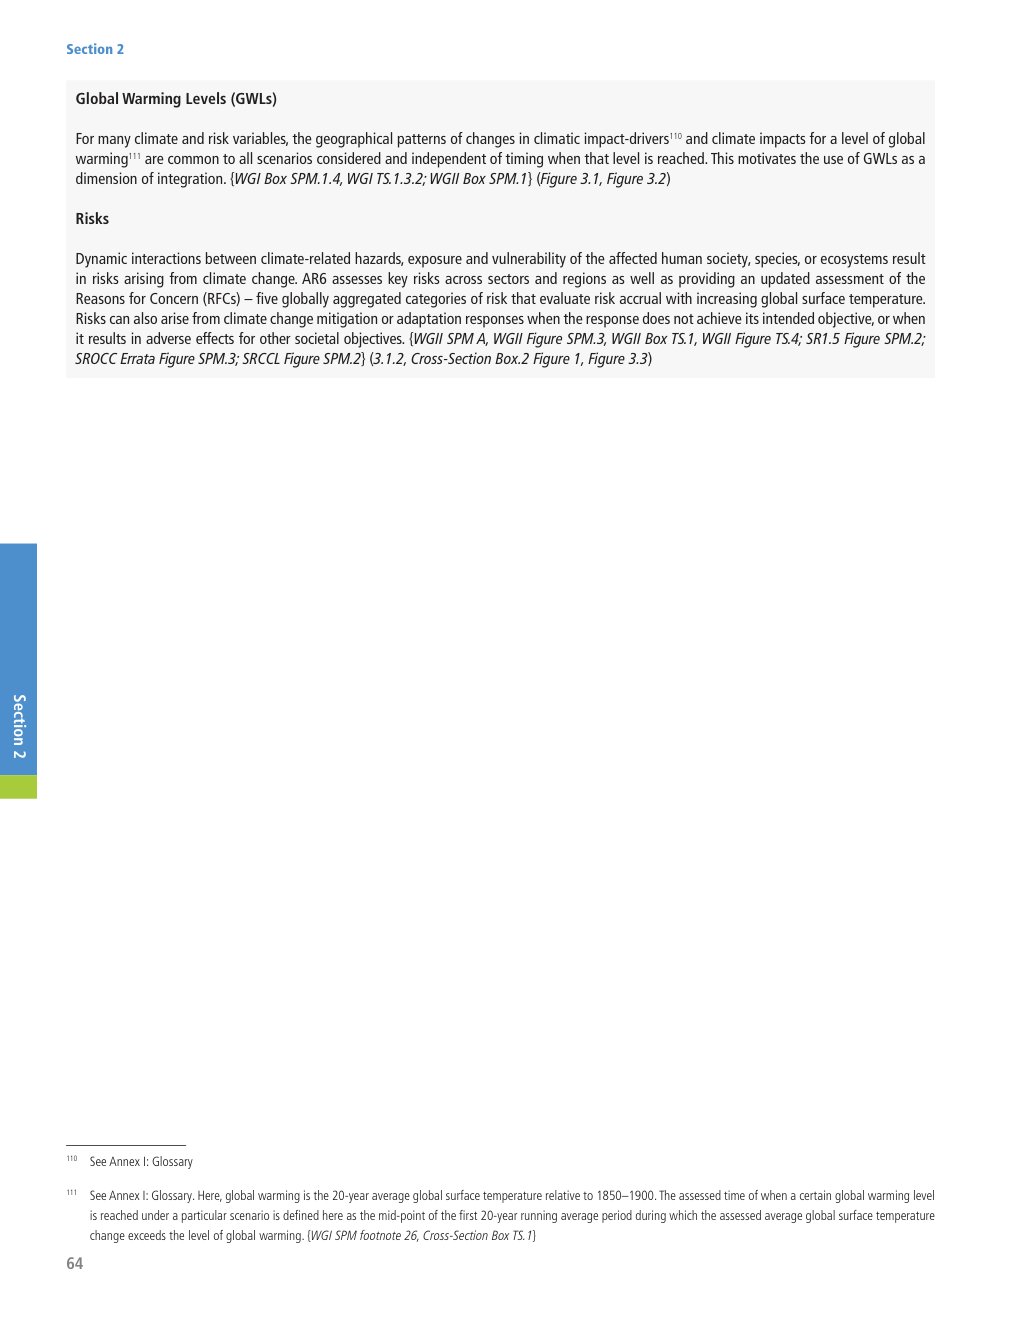 Section 2
Global Warming Levels (GWLs)
For many climate and risk variables, the geographical patterns of changes in climatic impact-drivers110 and climate impacts for a level of global
warming111 are common to all scenarios considered and independent of timing when that level is reached. This motivates the use of GWLs as a
dimension of integration. {WGI Box SPM.1.4, WGI TS.1.3.2; WGII Box SPM.1} (Figure 3.1, Figure 3.2)
Risks
Dynamic interactions between climate-related hazards, exposure and vulnerability of the affected human society, species, or ecosystems result
in risks arising from climate change. AR6 assesses key risks across sectors and regions as well as providing an updated assessment of the
Reasons for Concern (RFCs) – five globally aggregated categories of risk that evaluate risk accrual with increasing global surface temperature.
Risks can also arise from climate change mitigation or adaptation responses when the response does not achieve its intended objective, or when
it results in adverse effects for other societal objectives. {WGII SPM A, WGII Figure SPM.3, WGII Box TS.1, WGII Figure TS.4; SR1.5 Figure SPM.2;
SROCC Errata Figure SPM.3; SRCCL Figure SPM.2} (3.1.2, Cross-Section Box.2 Figure 1, Figure 3.3)
Section 2
110 See Annex I: Glossary
111 See Annex I: Glossary. Here, global warming is the 20-year average global surface temperature relative to 1850–1900. The assessed time of when a certain global warming level
is reached under a particular scenario is defined here as the mid-point of the first 20-year running average period during which the assessed average global surface temperature
change exceeds the level of global warming. {WGI SPM footnote 26, Cross-Section Box TS.1}
64